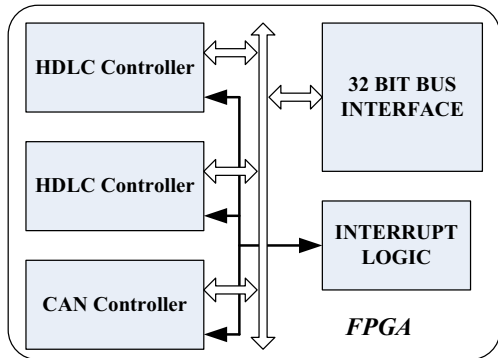 HDLC Controller
32 BIT BUS
INTERFACE
HDLC Controller
INTERRUPT
LOGIC
CAN Controller
FPGA